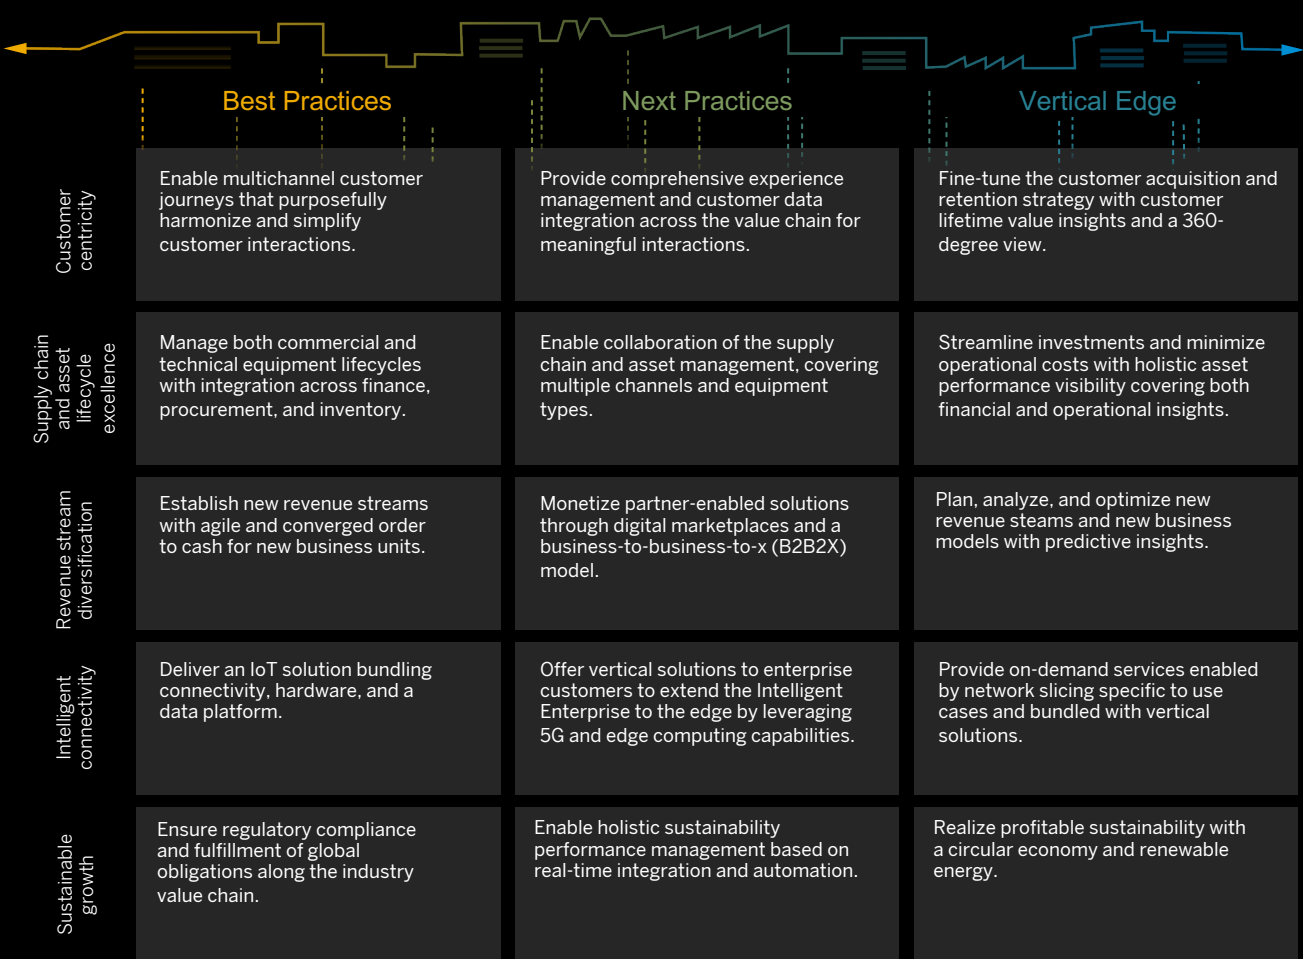 Best Practices
Next Practices
Vertical Edge
Customer
centricity
Enable multichannel customer
journeys that purposefully
harmonize and simplify
customer interactions.
Provide comprehensive experience
management and customer data
integration across the value chain for
meaningful interactions.
Fine-tune the customer acquisition and
retention strategy with customer
lifetime value insights and a 360-
degree view.
Supply chain
and asset
lifecycle
excellence
Manage both commercial and
technical equipment lifecycles
with integration across finance,
procurement, and inventory.
Enable collaboration of the supply
chain and asset management, covering
multiple channels and equipment
types.
Streamline investments and minimize
operational costs with holistic asset
performance visibility covering both
financial and operational insights.
Revenue stream
diversification
Establish new revenue streams
with agile and converged order
to cash for new business units.
Monetize partner-enabled solutions
through digital marketplaces and a
business-to-business-to-x (B2B2X)
model.
Plan, analyze, and optimize new
revenue steams and new business
models with predictive insights.
Intelligent
connectivity
Deliver an IoT solution bundling
connectivity, hardware, and a
data platform.
Offer vertical solutions to enterprise
customers to extend the Intelligent
Enterprise to the edge by leveraging
5G and edge computing capabilities.
Provide on-demand services enabled
by network slicing specific to use
cases and bundled with vertical
solutions.
Sustainable
growth
Ensure regulatory compliance
and fulfillment of global
obligations along the industry
value chain.
Enable holistic sustainability
performance management based on
real-time integration and automation.
Realize profitable sustainability with
a circular economy and renewable
energy.